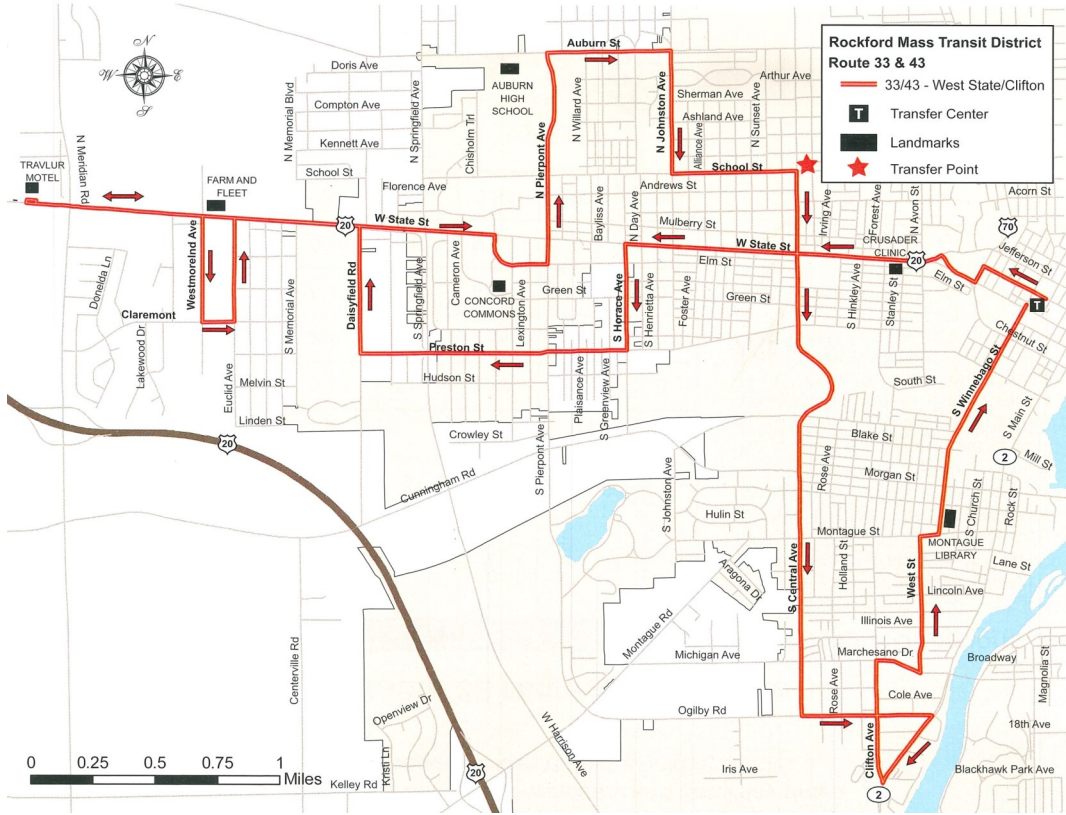 Rockford Mass Transit District
Route 33 & 43
33/43 - West State/Clifton
T
Transfer Center
Landmarks
Transfer Point
N
W
E
S
Auburn St
Doris Ave
Arthur Ave
Compton Ave
Sherman Ave
Kennett Ave
Ashland Ave
AUBURN
HIGH
SCHOOL
N Memorial Blvd
N Springfield Ave
Chisholm Trl
N Pierpont Ave
N Willard Ave
N Johnston Ave
Alliance Ave
N Sunset Ave
N Meridian Rd
TRAVLUR
MOTEL
FARM AND
FLEET
School St
School St
Florence Ave
Andrews St
Acorn St
Bayliss Ave
N Day Ave
Irving Ave
Forest Ave
N Avon St
Mulberry St
W State St
20
W State St
20
70
CRUSADER
CLINIC
Jefferson St
Elm St
Elm St
T
Donelda Ln
Westmorelnd Ave
Claremont
Lakewood Dr
Euclid Ave
S Memorial Ave
Daisyfield Rd
S Springfield Ave
Cameron Ave
CONCORD
COMMONS
Lexington Ave
Green St
Green St
S Horace Ave
S Henrietta Ave
Foster Ave
S Hinkley Ave
Stanley St
Chestnut St
Preston St
Hudson St
Melvin St
Linden St
20
Plaisance Ave
S Greenview Ave
South St
S Winnebago St
S Main St
Crowley St
Blake St
2
Mill St
Cunningham Rd
S Pierpont Ave
S Johnston Ave
Rose Ave
Morgan St
S Church St
Rock St
Hulin St
Montague St
MONTAGUE
LIBRARY
Aragona Dr
S Central Ave
Holland St
West St
Lane St
Lincoln Ave
Illinois Ave
Montague Rd
Michigan Ave
Marchesano Dr
Broadway
Magnolia St
Centerville Rd
Rose Ave
Cole Ave
Openview Dr
Ogilby Rd
18th Ave
W Harrison Ave
Clifton Ave
Kristi Ln
20
Iris Ave
Blackhawk Park Ave
Kelley Rd
2
0 0.25 0.5 0.75 1
Miles